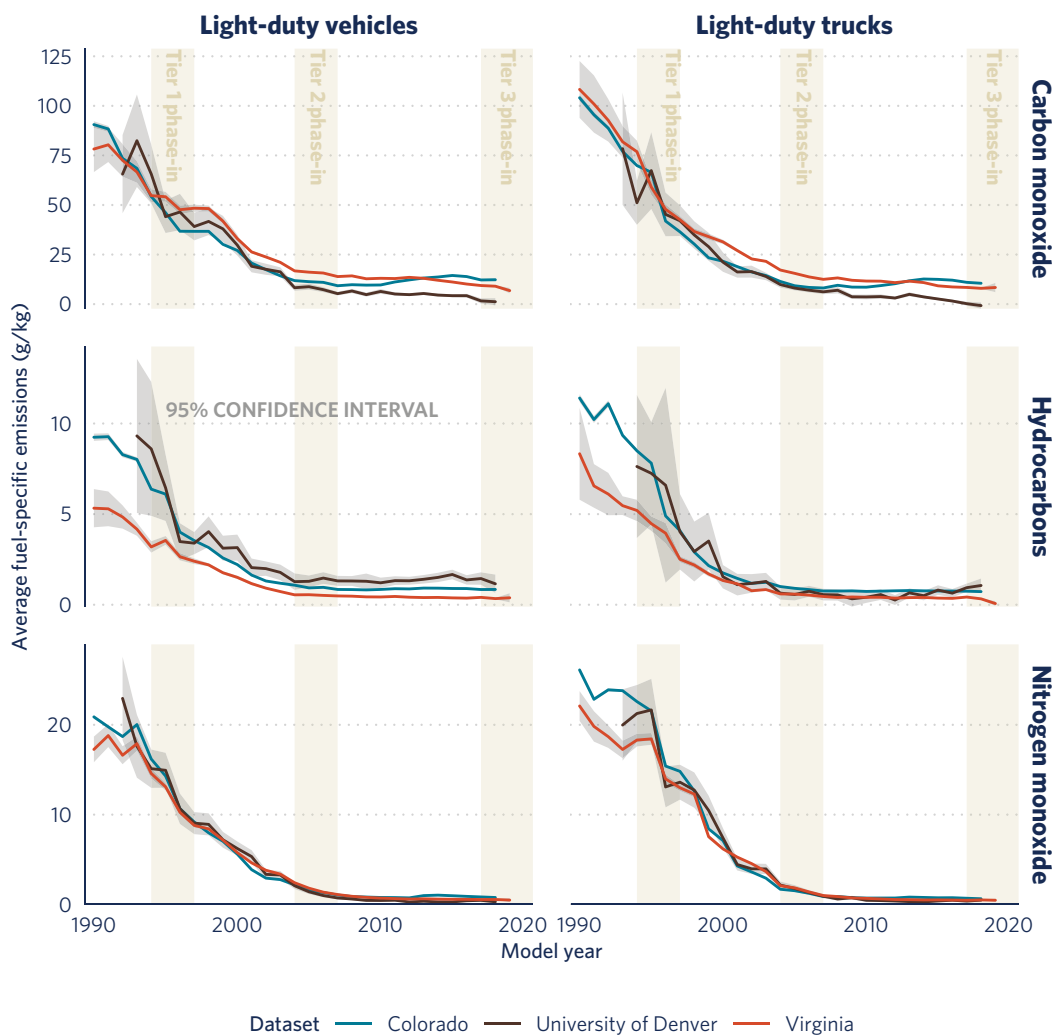 Light-duty vehicles
Light-duty trucks
Average fuel-specific emissions (g/kg)
125
100
75
50
25
0
Tier 1 phase-in
Tier 2 phase-in
Tier 3 phase-in
Tier 1 phase-in
Tier 2 phase-in
Tier 3 phase-in
Carbon monoxide
10
5
0
95% CONFIDENCE INTERVAL
Hydrocarbons
20
10
0
Nitrogen monoxide
1990 2000 2010 2020
1990 2000 2010 2020
Model year
Dataset Colorado University of Denver Virginia